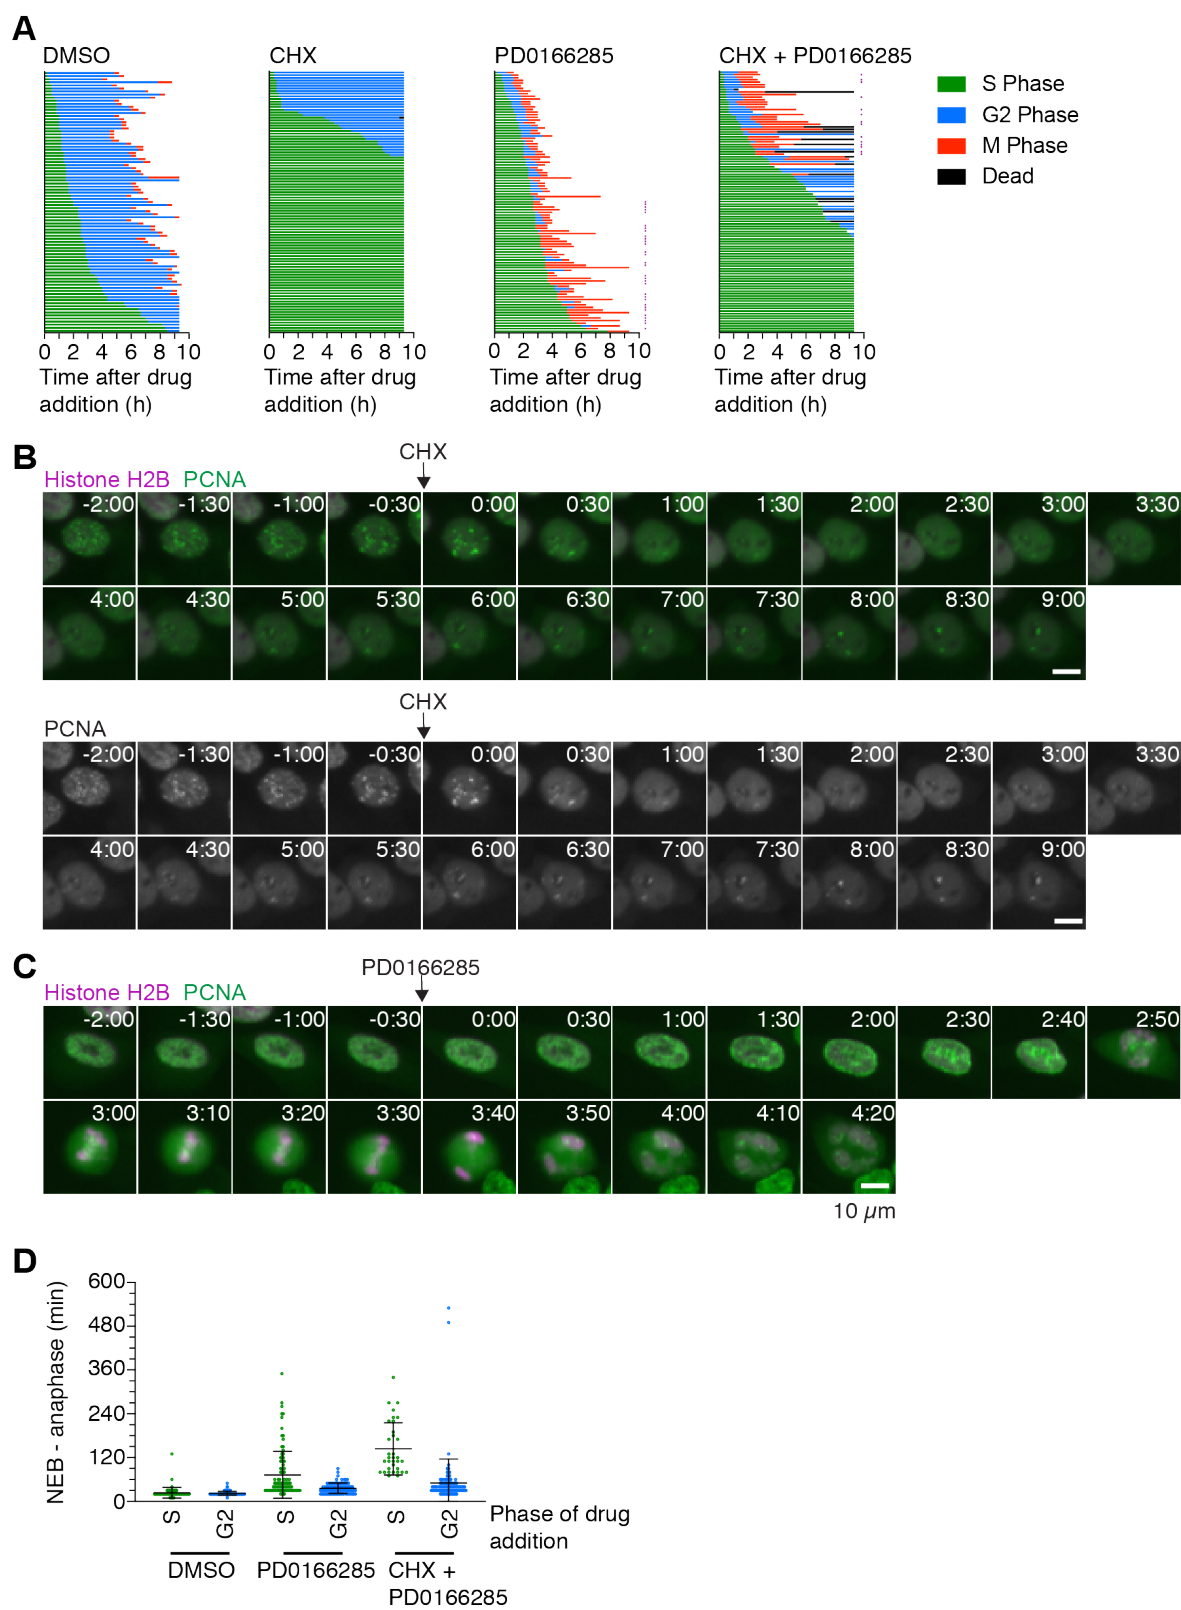 A
DMSO
CHX
PD0166285
CHX + PD0166285
S Phase
G2 Phase
M Phase
Dead
0 2 4 6 8 10
0 2 4 6 8 10
0 2 4 6 8 10
0 2 4 6 8 10
Time after drug
addition (h)
Time after drug
addition (h)
Time after drug
addition (h)
Time after drug
addition (h)
B
CHX
Histone H2B PCNA
-2:00 -1:30 -1:00 -0:30 0:00 0:30 1:00 1:30 2:00 2:30 3:00 3:30
4:00 4:30 5:00 5:30 6:00 6:30 7:00 7:30 8:00 8:30 9:00
CHX
PCNA
-2:00 -1:30 -1:00 -0:30 0:00 0:30 1:00 1:30 2:00 2:30 3:00 3:30
4:00 4:30 5:00 5:30 6:00 6:30 7:00 7:30 8:00 8:30 9:00
C
PD0166285
Histone H2B PCNA
-2:00 -1:30 -1:00 -0:30 0:00 0:30 1:00 1:30 2:00 2:30 2:40 2:50
3:00 3:10 3:20 3:30 3:40 3:50 4:00 4:10 4:20
10 µm
D
NEB - anaphase (min)
600
480
360
240
120
0
S G2 S G2 S G2
Phase of drug
addition
DMSO PD0166285 CHX +
PD0166285